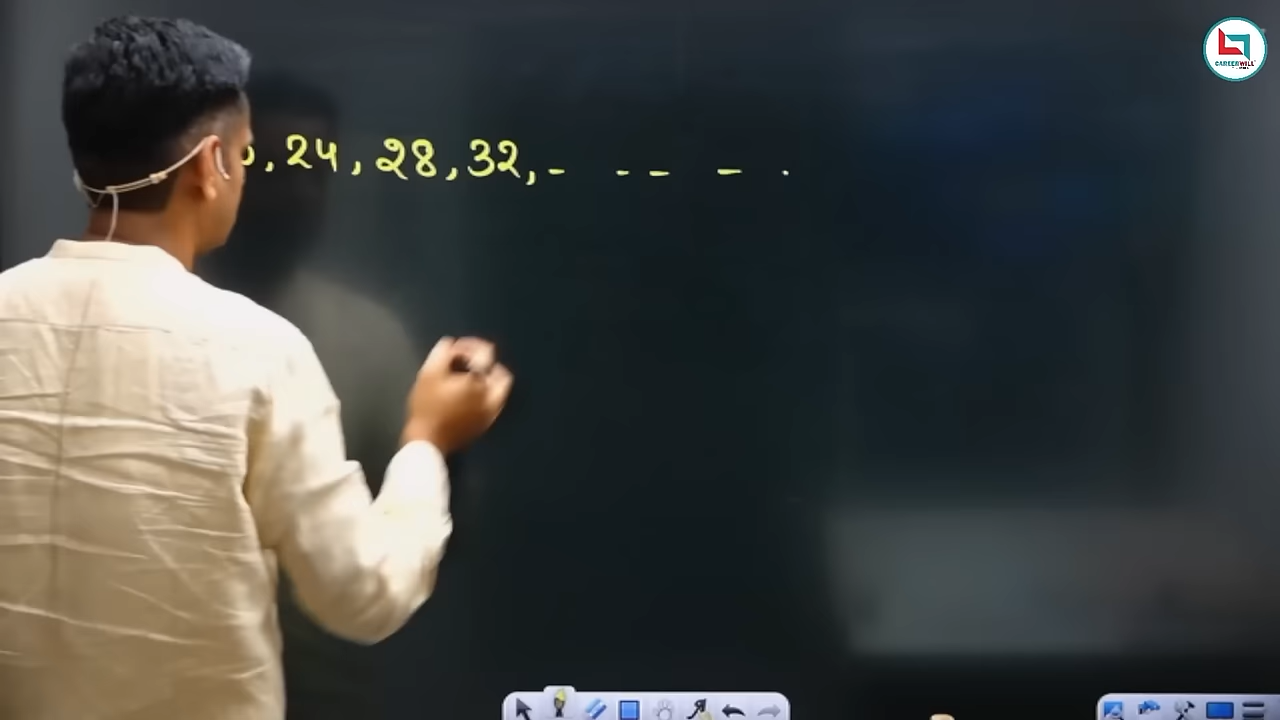 , 24, 28, 32, - - - - .
CAREERWILL